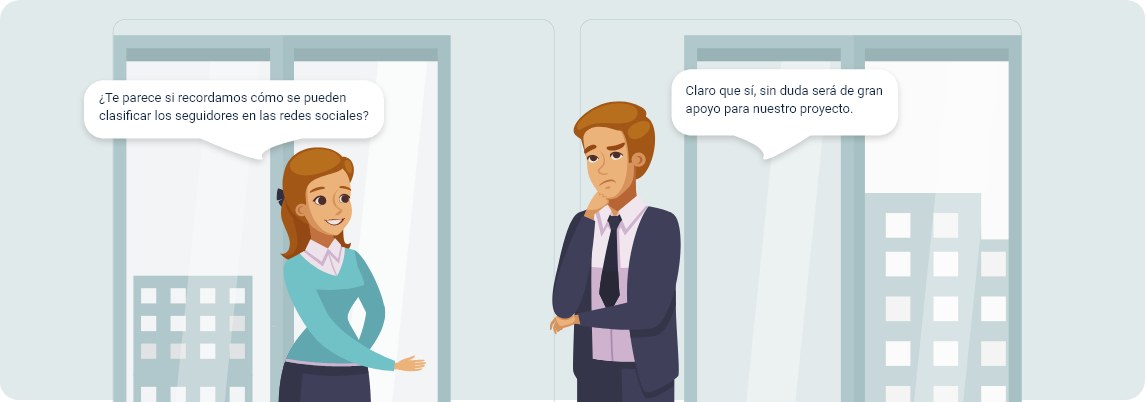 ¿Te parece si recordamos cómo se pueden
clasificar los seguidores en las redes sociales?
Claro que sí, sin duda será de gran
apoyo para nuestro proyecto.